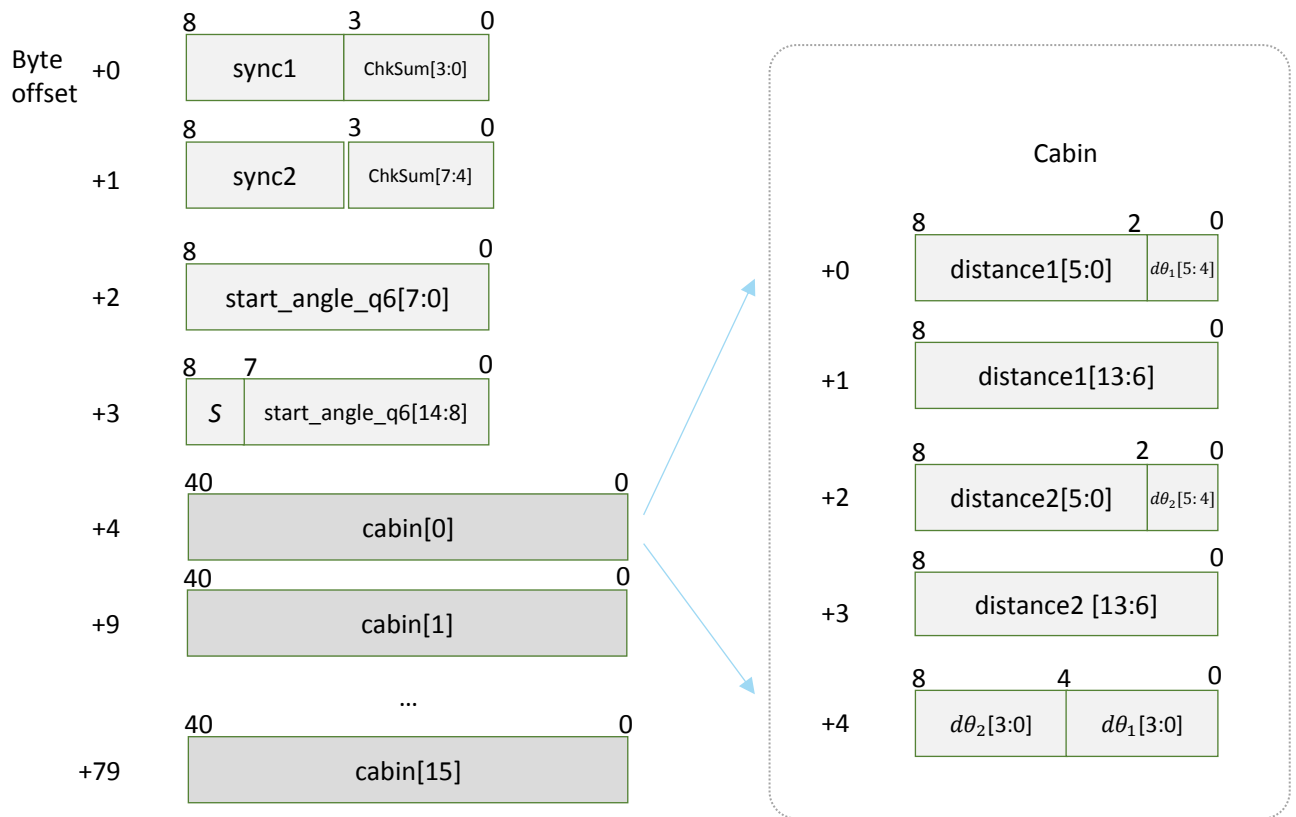 8 3 0
Byte
offset
+0
sync1
ChkSum[3:0]
8 3 0
+1
sync2
ChkSum[7:4]
8 0
+2
start_angle_q6[7:0]
8 7 0
+3
S
start_angle_q6[14:8]
40 0
+4
cabin[0]
40 0
+9
cabin[1]
...
40 0
+79
cabin[15]
Cabin
8 2 0
+0
distance1[5:0]
dθ₁[5:4]
8 0
+1
distance1[13:6]
8 2 0
+2
distance2[5:0]
dθ₂[5:4]
8 0
+3
distance2 [13:6]
8 4 0
+4
dθ₂[3:0]
dθ₁[3:0]